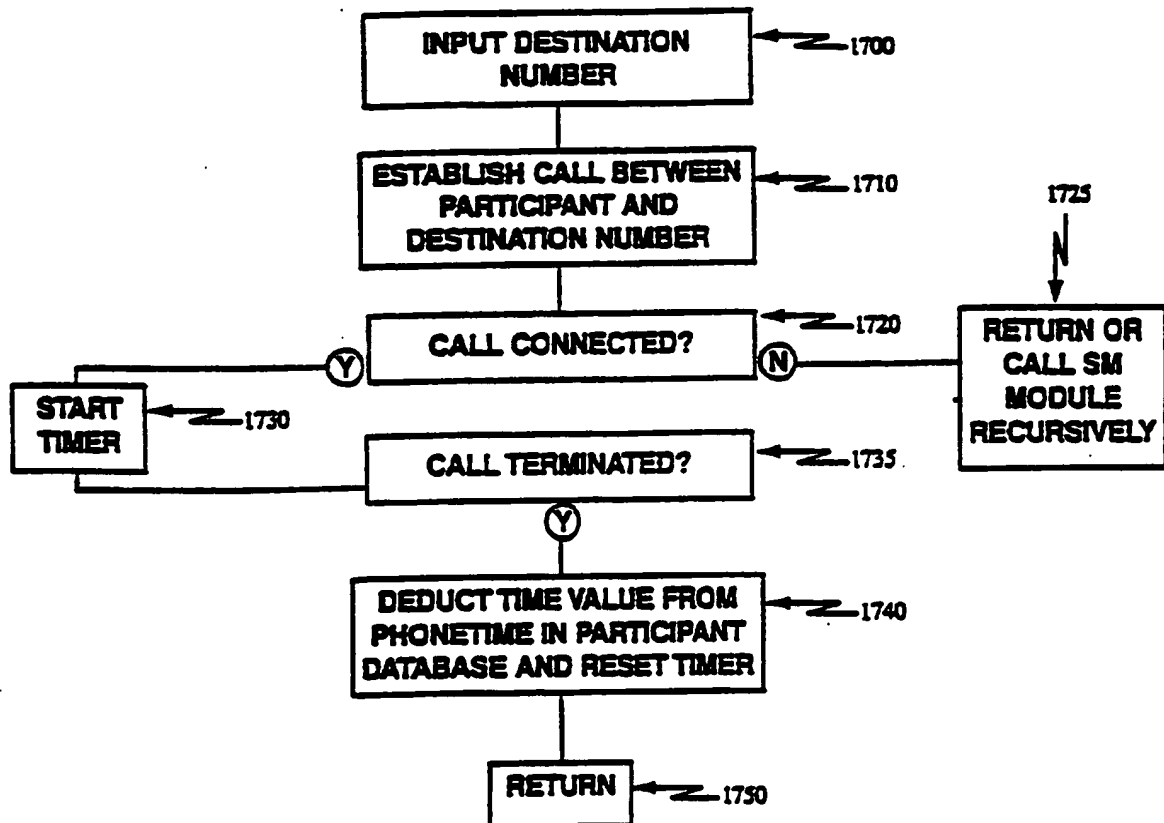 INPUT DESTINATION
NUMBER
1700
ESTABLISH CALL BETWEEN
PARTICIPANT AND
DESTINATION NUMBER
1710
1725
CALL CONNECTED?
1720
Y
N
RETURN OR
CALL SM
MODULE
RECURSIVELY
START
TIMER
1730
CALL TERMINATED?
1735
Y
DEDUCT TIME VALUE FROM
PHONETIME IN PARTICIPANT
DATABASE AND RESET TIMER
1740
RETURN
1750